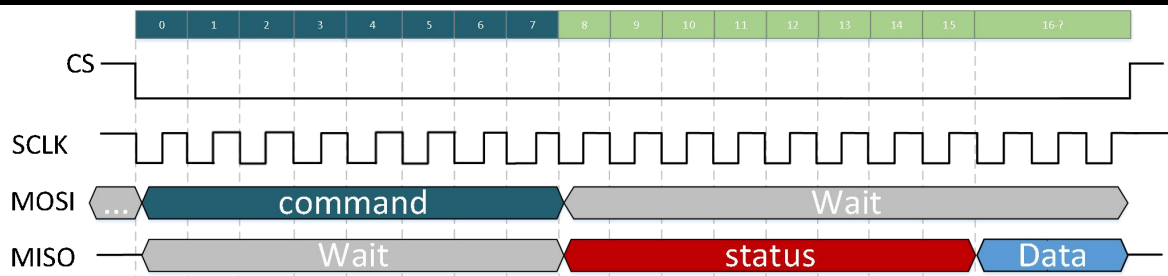 0 1 2 3 4 5 6 7 8 9 10 11 12 13 14 15 16-?
CS
SCLK
MOSI ... command Wait
MISO Wait status Data